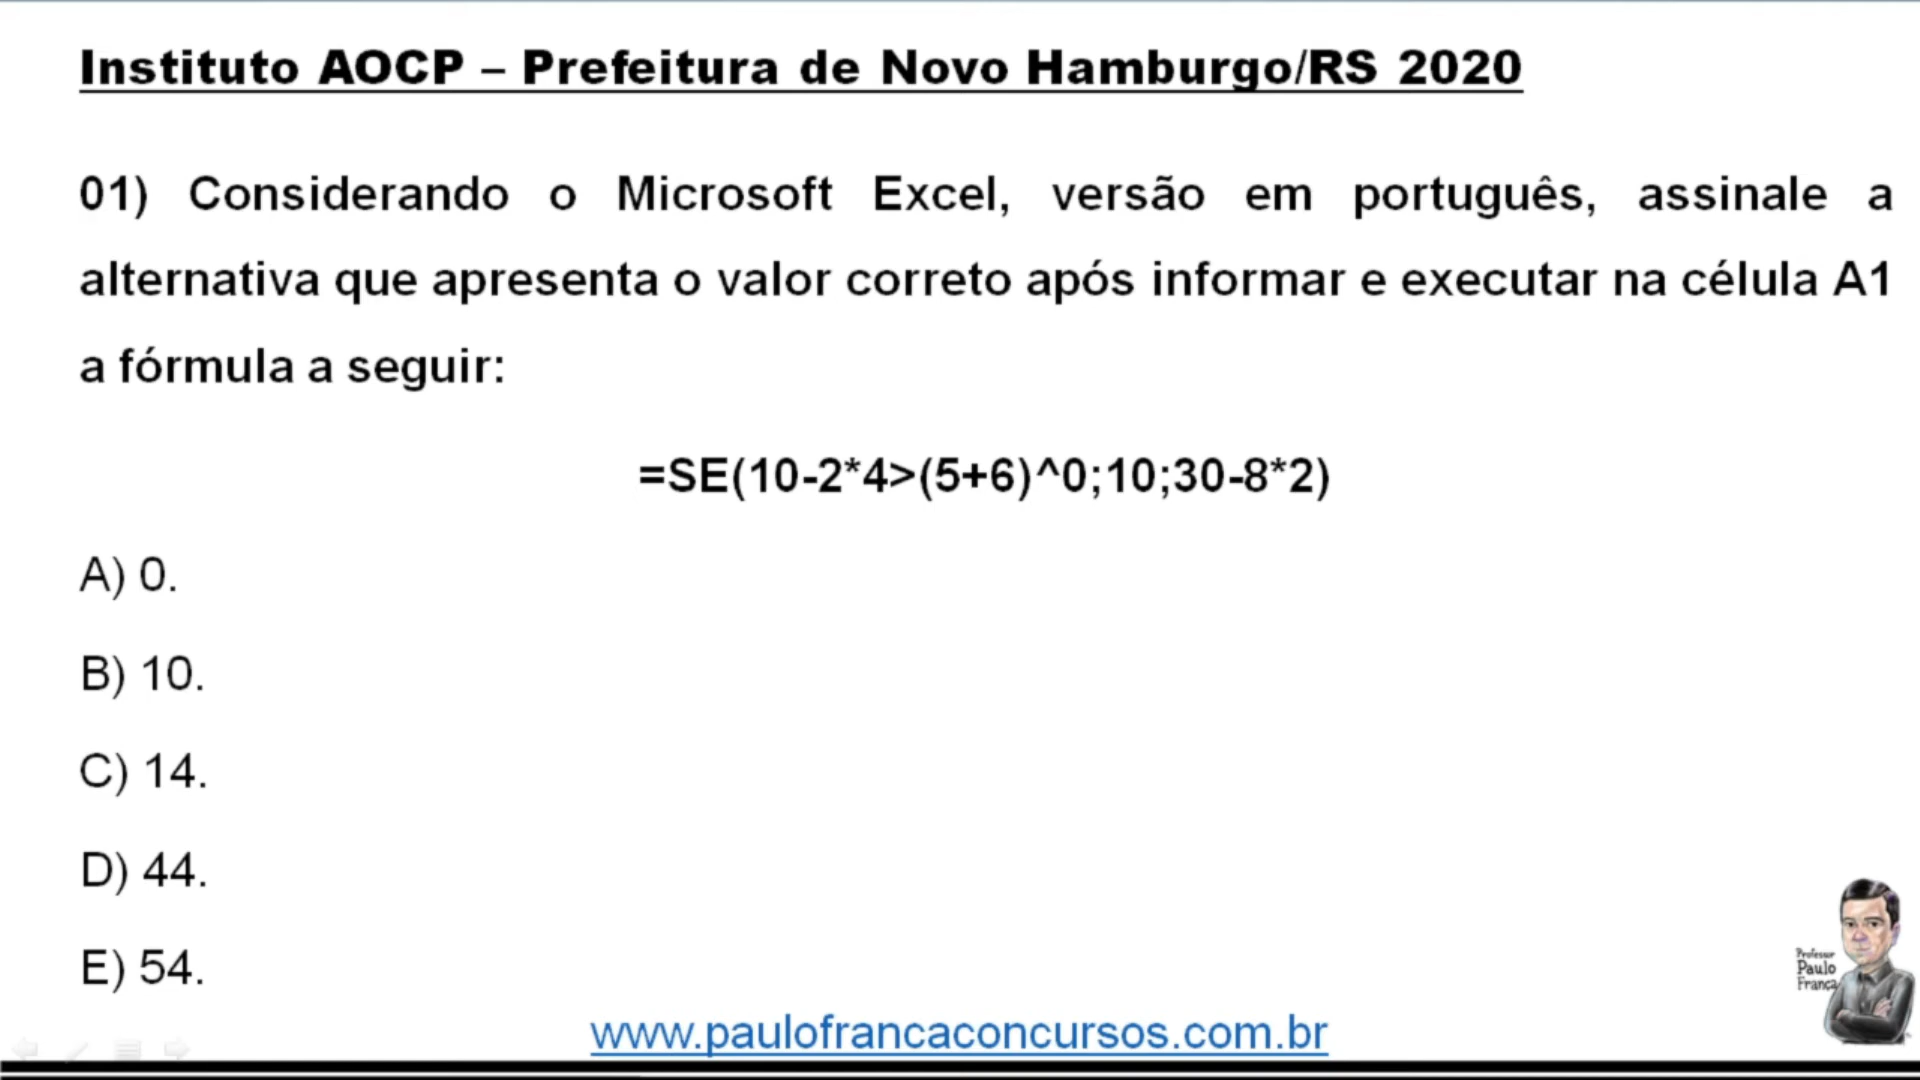 Instituto AOCP – Prefeitura de Novo Hamburgo/RS 2020
01) Considerando o Microsoft Excel, versão em português, assinale a
alternativa que apresenta o valor correto após informar e executar na célula A1
a fórmula a seguir:
=SE(10-2*4>(5+6)^0;10;30-8*2)
A) 0.
B) 10.
C) 14.
D) 44.
E) 54.
Professor
Paulo
França
www.paulofrancaconcursos.com.br